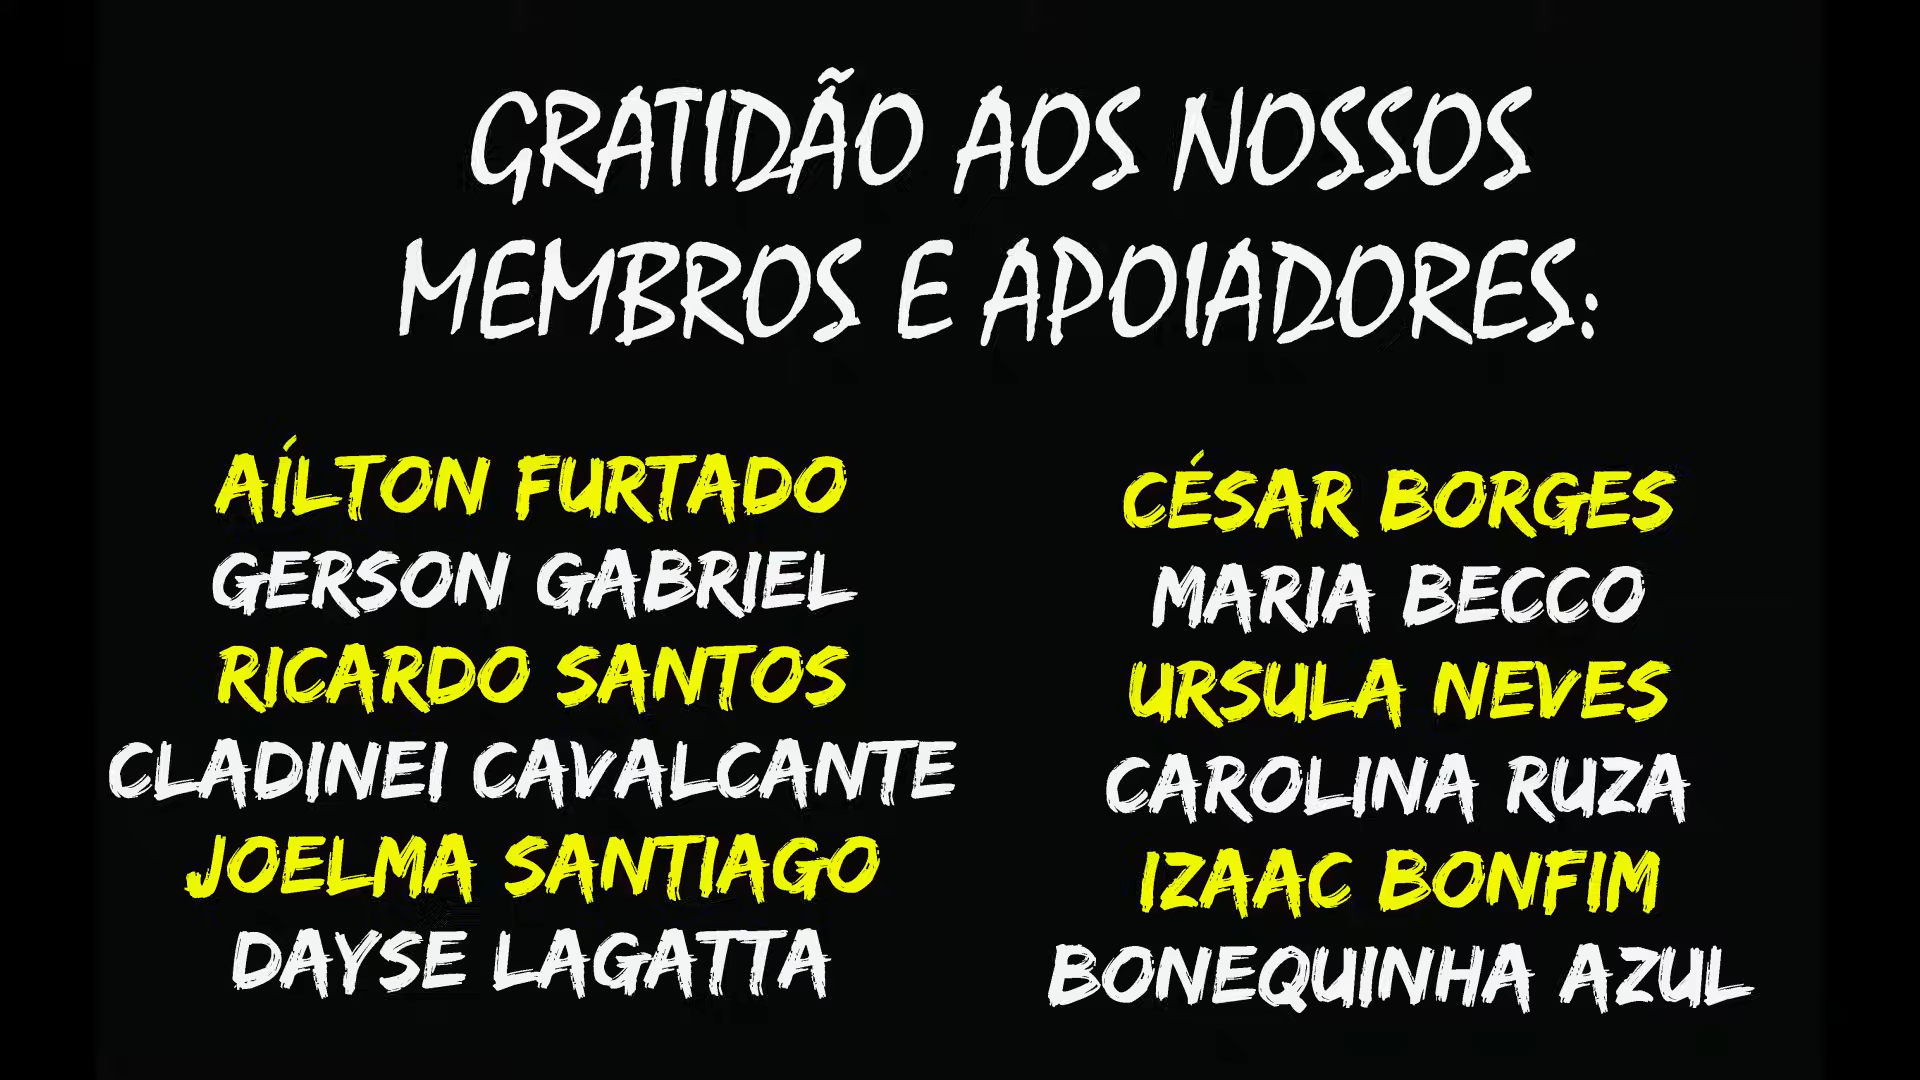 GRATIDÃO AOS NOSSOS
MEMBROS E APOIADORES:
AÍLTON FURTADO
GERSON GABRIEL
RICARDO SANTOS
CLADINEI CAVALCANTE
JOELMA SANTIAGO
DAYSE LAGATTA
CÉSAR BORGES
MARIA BECCO
URSULA NEVES
CAROLINA RUZA
IZAAC BONFIM
BONEQUINHA AZUL